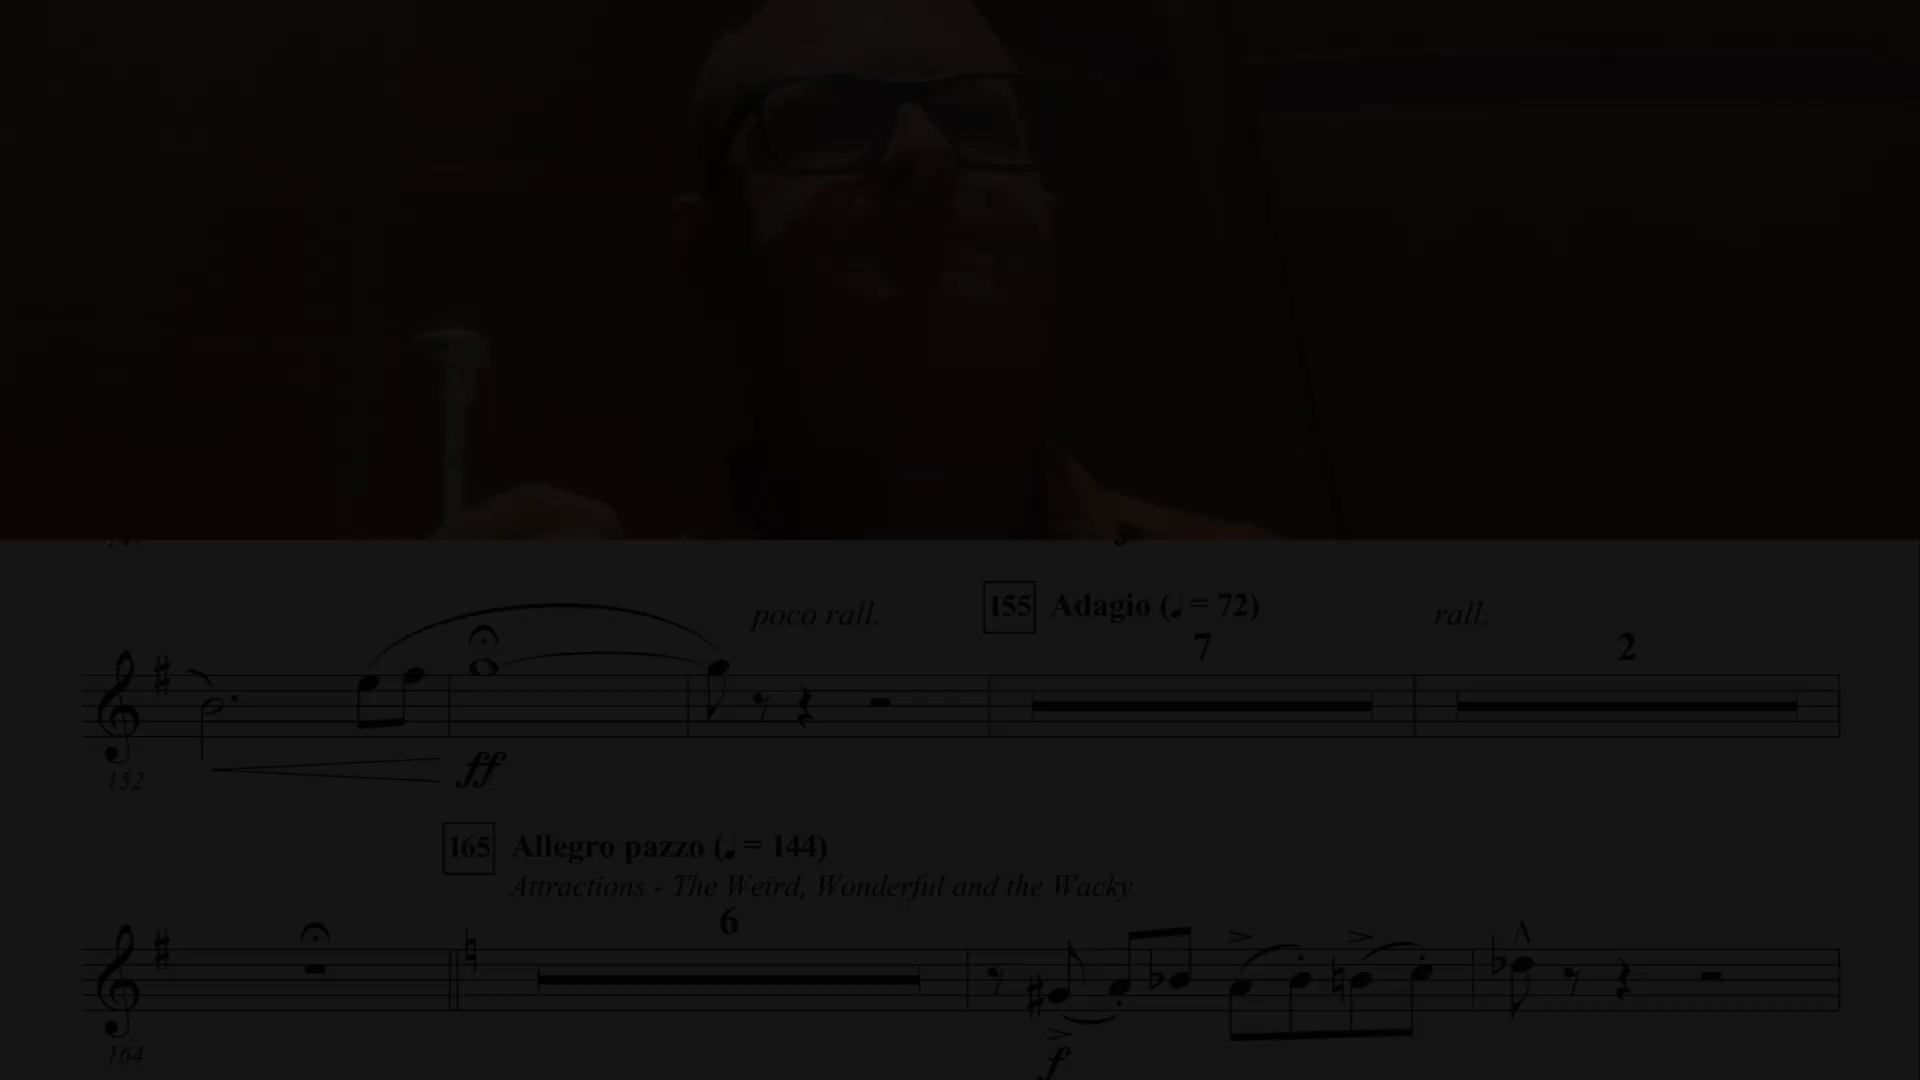 poco rall. 155 Adagio (♩ = 72) rall.
7 2
ff
152
165 Allegro pazzo (♩ = 144)
Attractions - The Weird, Wonderful and the Wacky
6
164
f